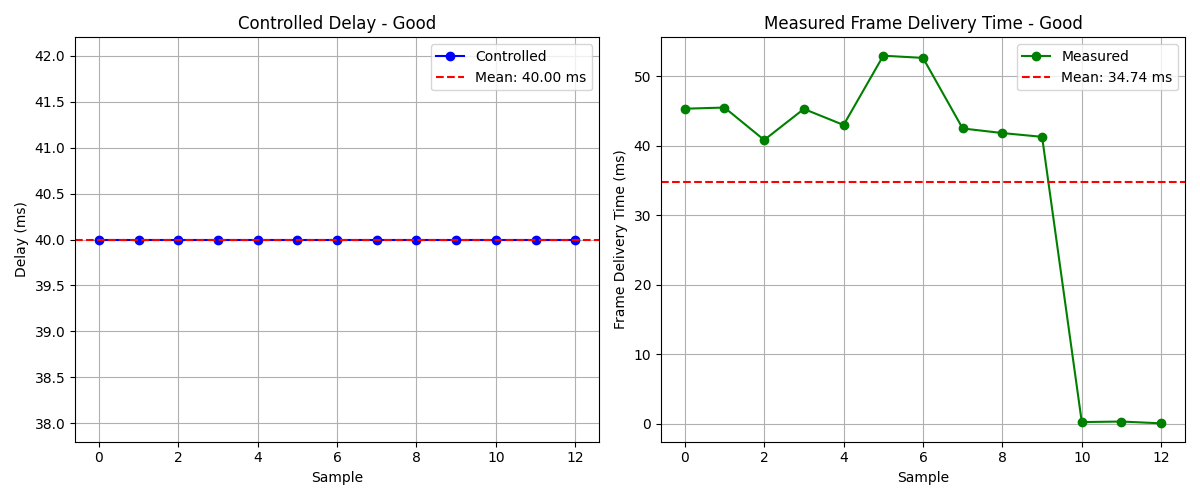 Controlled Delay - Good
Controlled
Mean: 40.00 ms
42.0
41.5
41.0
40.5
40.0
39.5
39.0
38.5
38.0
Delay (ms)
0 2 4 6 8 10 12
Sample
Measured Frame Delivery Time - Good
Measured
Mean: 34.74 ms
50
40
30
20
10
0
Frame Delivery Time (ms)
0 2 4 6 8 10 12
Sample